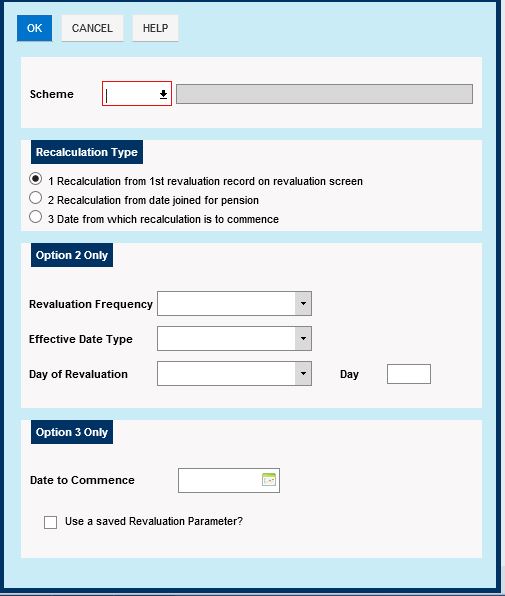 OK CANCEL HELP
Scheme
Recalculation Type
1 Recalculation from 1st revaluation record on revaluation screen
2 Recalculation from date joined for pension
3 Date from which recalculation is to commence
Option 2 Only
Revaluation Frequency
Effective Date Type
Day of Revaluation Day
Option 3 Only
Date to Commence
Use a saved Revaluation Parameter?